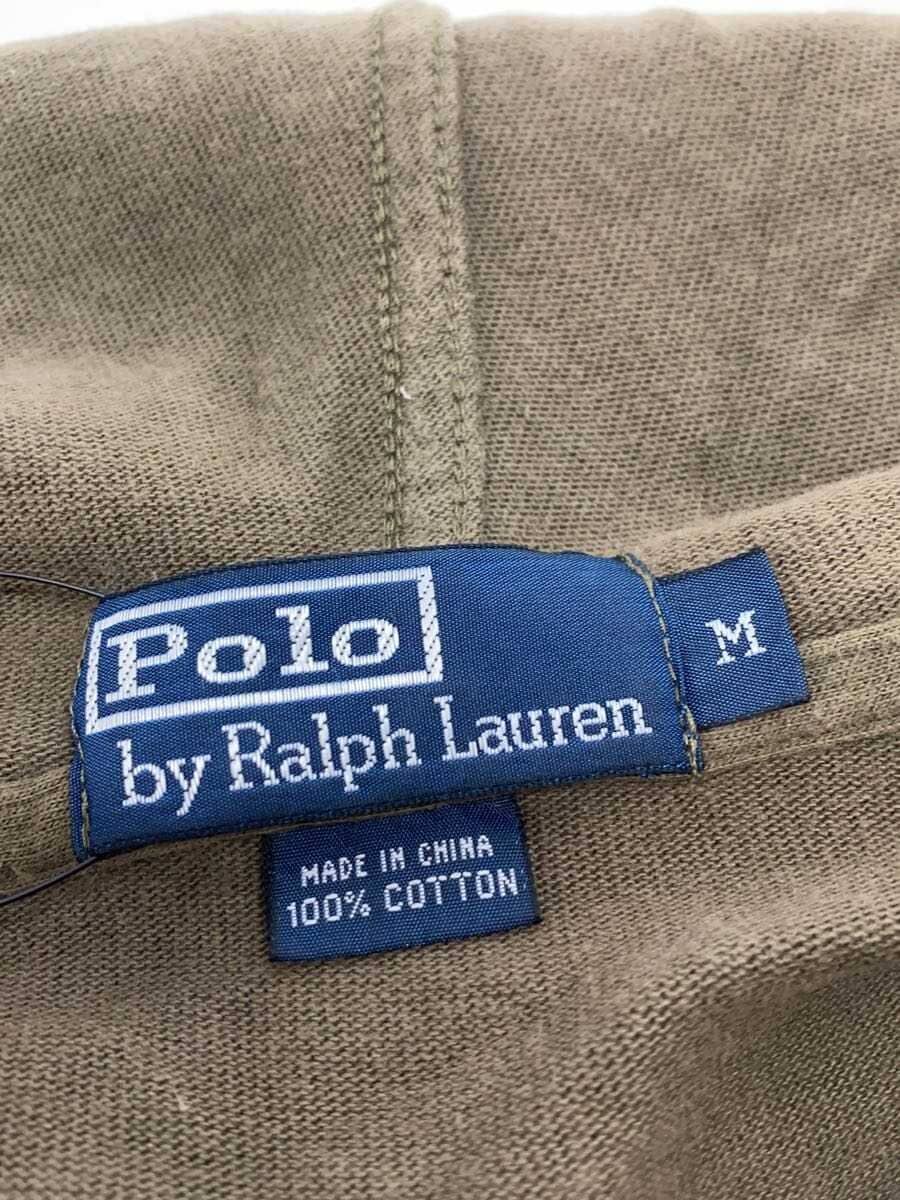 Polo
by Ralph Lauren
M
MADE IN CHINA
100% COTTON